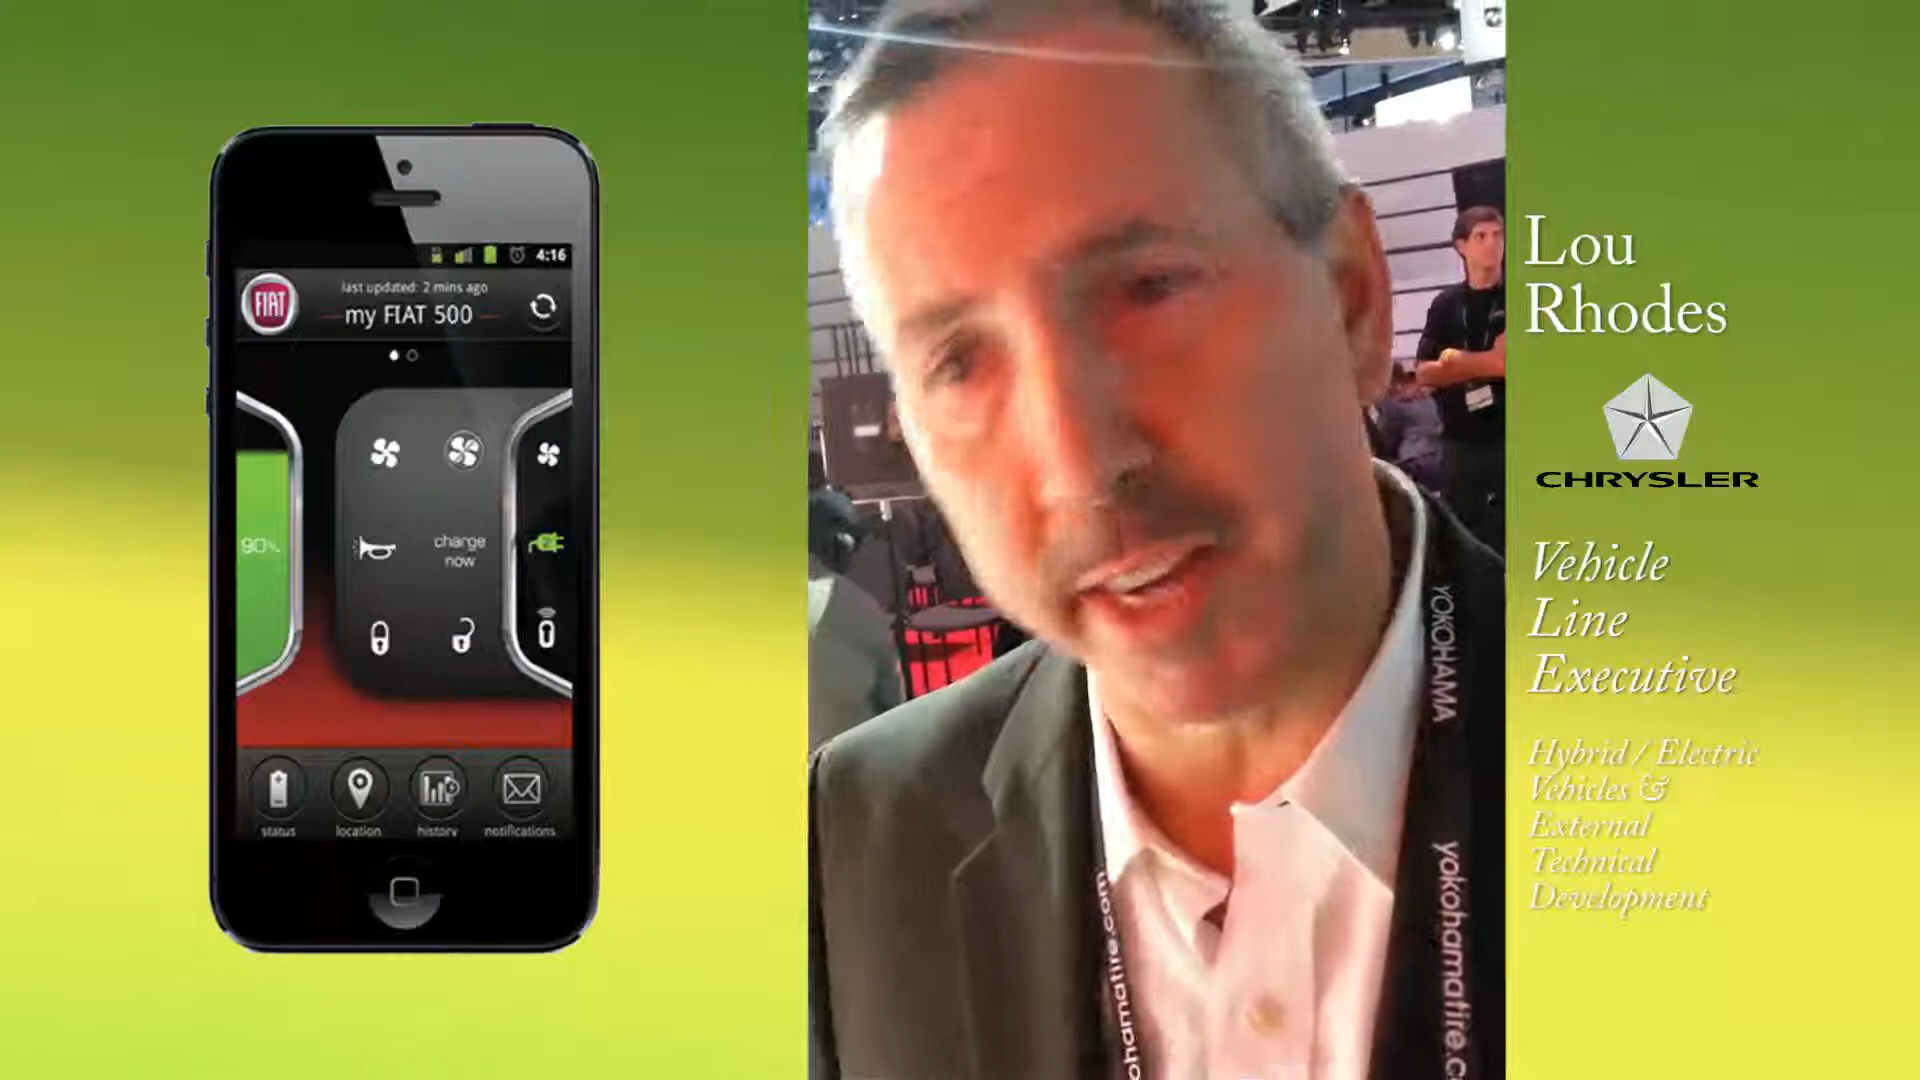 4:16
FIAT
last updated: 2 mins ago
my FIAT 500
90%
charge
now
status
location
history
notifications
YOKOHAMA
yokohamatire.c
ohamatire.com
Lou
Rhodes
CHRYSLER
Vehicle
Line
Executive
Hybrid / Electric
Vehicles &
External
Technical
Development